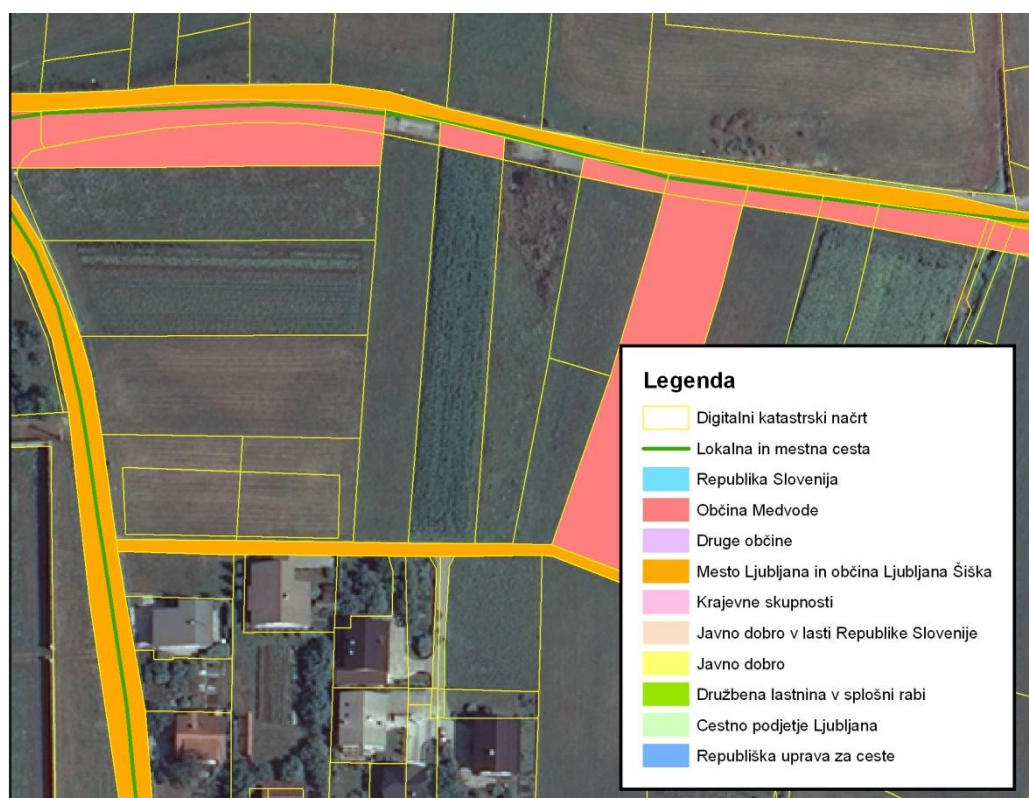 Legenda
Digitalni katastrski načrt
Lokalna in mestna cesta
Republika Slovenija
Občina Medvode
Druge občine
Mesto Ljubljana in občina Ljubljana Šiška
Krajevne skupnosti
Javno dobro v lasti Republike Slovenije
Javno dobro
Družbena lastnina v splošni rabi
Cestno podjetje Ljubljana
Republiška uprava za ceste